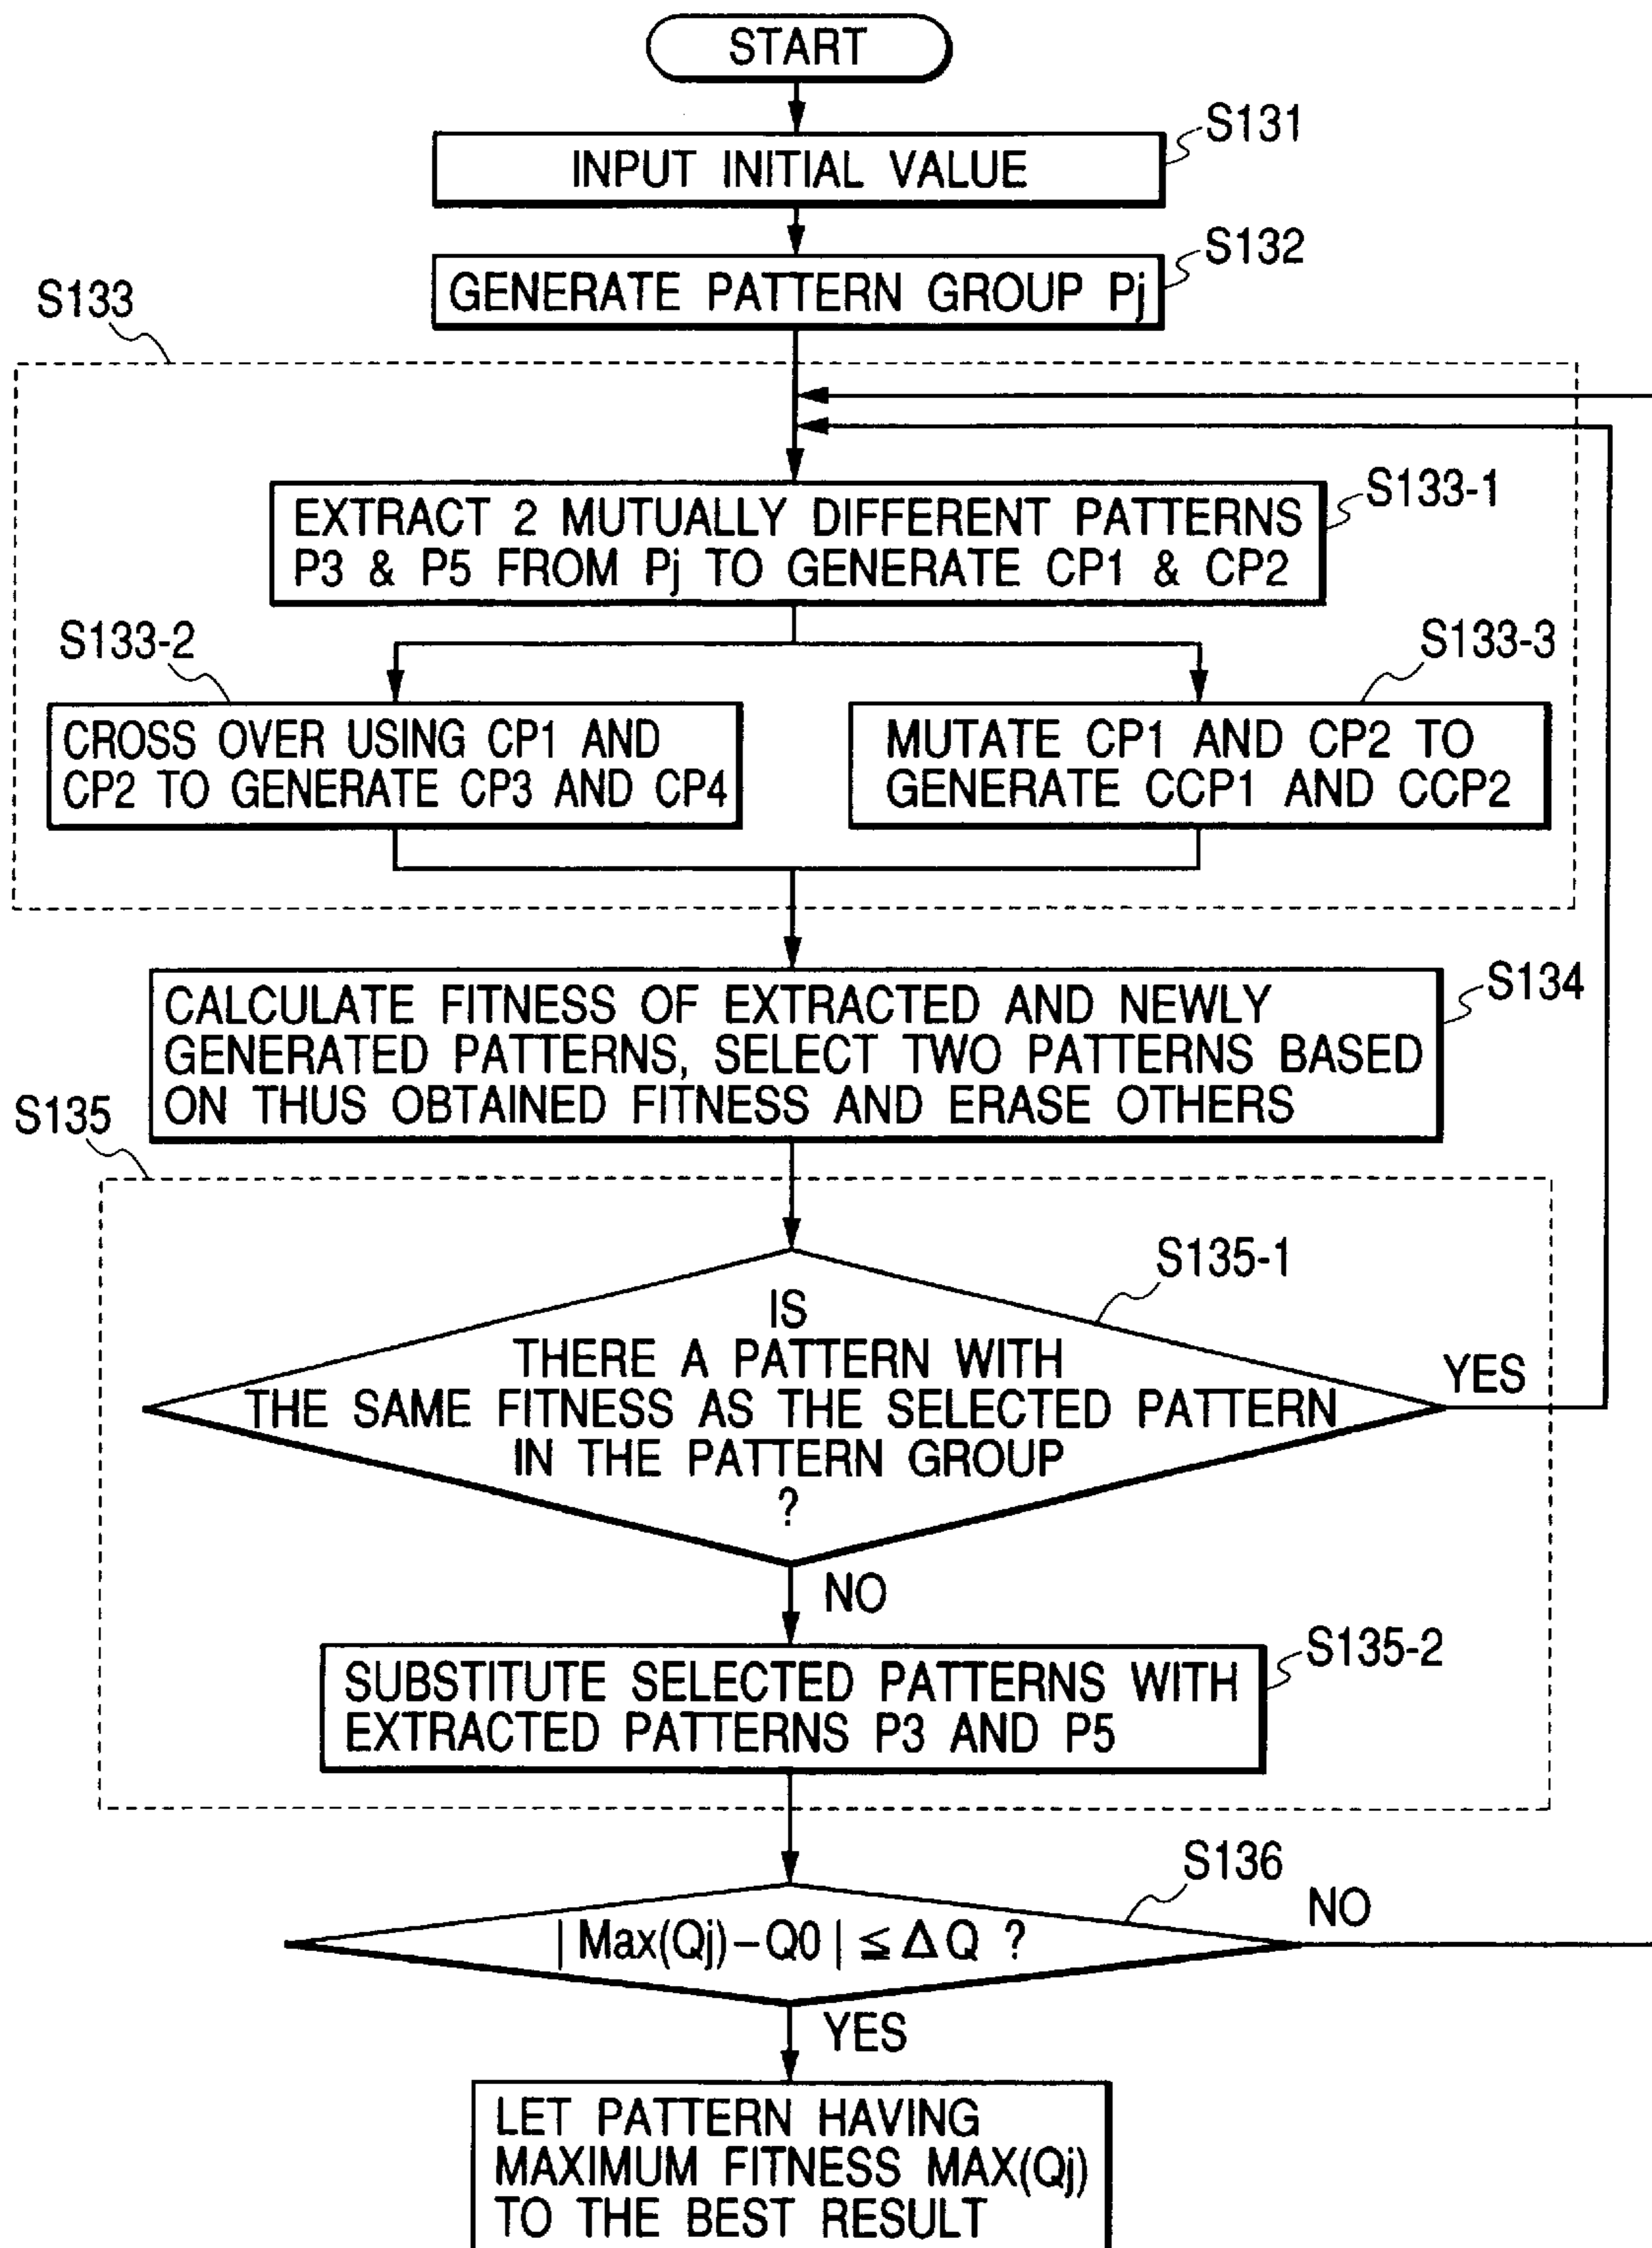 START
S131
INPUT INITIAL VALUE
S132
GENERATE PATTERN GROUP Pj
S133
S133-1
EXTRACT 2 MUTUALLY DIFFERENT PATTERNS
P3 & P5 FROM Pj TO GENERATE CP1 & CP2
S133-2
S133-3
CROSS OVER USING CP1 AND
CP2 TO GENERATE CP3 AND CP4
MUTATE CP1 AND CP2 TO
GENERATE CCP1 AND CCP2
S134
CALCULATE FITNESS OF EXTRACTED AND NEWLY
GENERATED PATTERNS, SELECT TWO PATTERNS BASED
ON THUS OBTAINED FITNESS AND ERASE OTHERS
S135
S135-1
IS
THERE A PATTERN WITH
THE SAME FITNESS AS THE SELECTED PATTERN
IN THE PATTERN GROUP
?
YES
NO
S135-2
SUBSTITUTE SELECTED PATTERNS WITH
EXTRACTED PATTERNS P3 AND P5
S136
| Max(Qj)−Q0 | ≦ Δ Q ?
NO
YES
LET PATTERN HAVING
MAXIMUM FITNESS MAX(Qj)
TO THE BEST RESULT